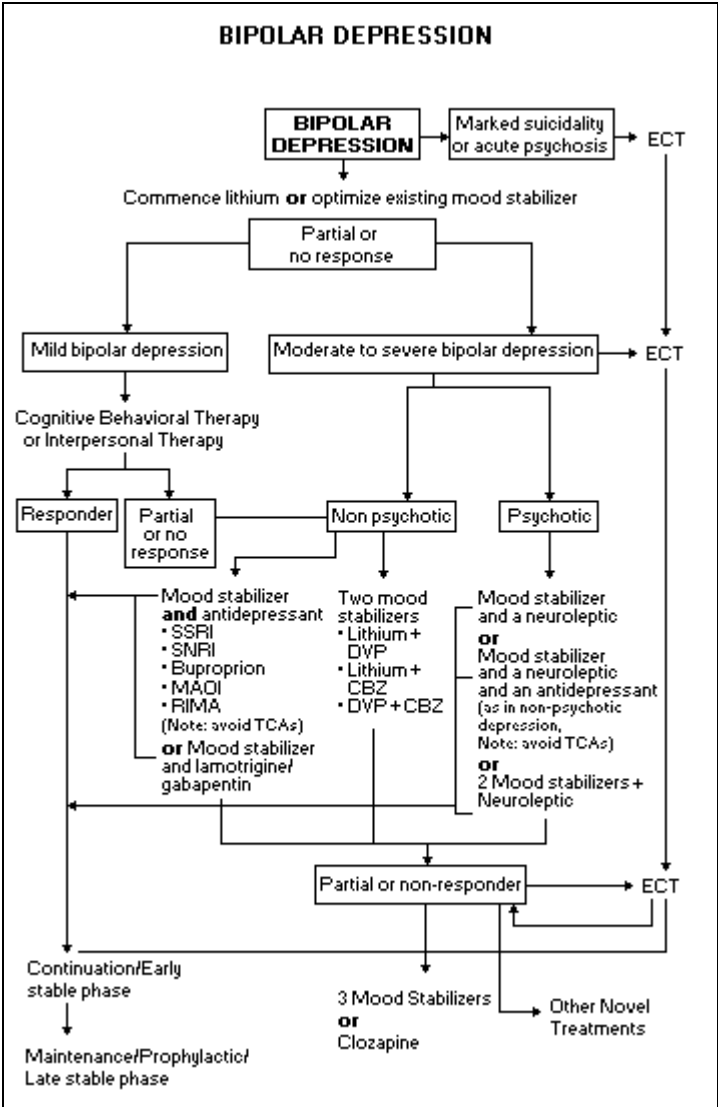 BIPOLAR DEPRESSION
BIPOLAR
DEPRESSION
Marked suicidality
or acute psychosis
ECT
Commence lithium or optimize existing mood stabilizer
Partial or
no response
Mild bipolar depression
Moderate to severe bipolar depression
ECT
Cognitive Behavioral Therapy
or Interpersonal Therapy
Responder
Partial
or no
response
Non psychotic
Psychotic
Mood stabilizer
and antidepressant
• SSRI
• SNRI
• Buproprion
• MAOI
• RIMA
(Note: avoid TCAs)
or Mood stabilizer
and lamotrigine/
gabapentin
Two mood
stabilizers
• Lithium +
DVP
• Lithium +
CBZ
• DVP + CBZ
Mood stabilizer
and a neuroleptic
or
Mood stabilizer
and a neuroleptic
and an antidepressant
(as in non-psychotic
depression,
Note: avoid TCAs)
or
2 Mood stabilizers +
Neuroleptic
Partial or non-responder
ECT
Continuation/Early
stable phase
3 Mood Stabilizers
or
Clozapine
Other Novel
Treatments
Maintenance/Prophylactic/
Late stable phase